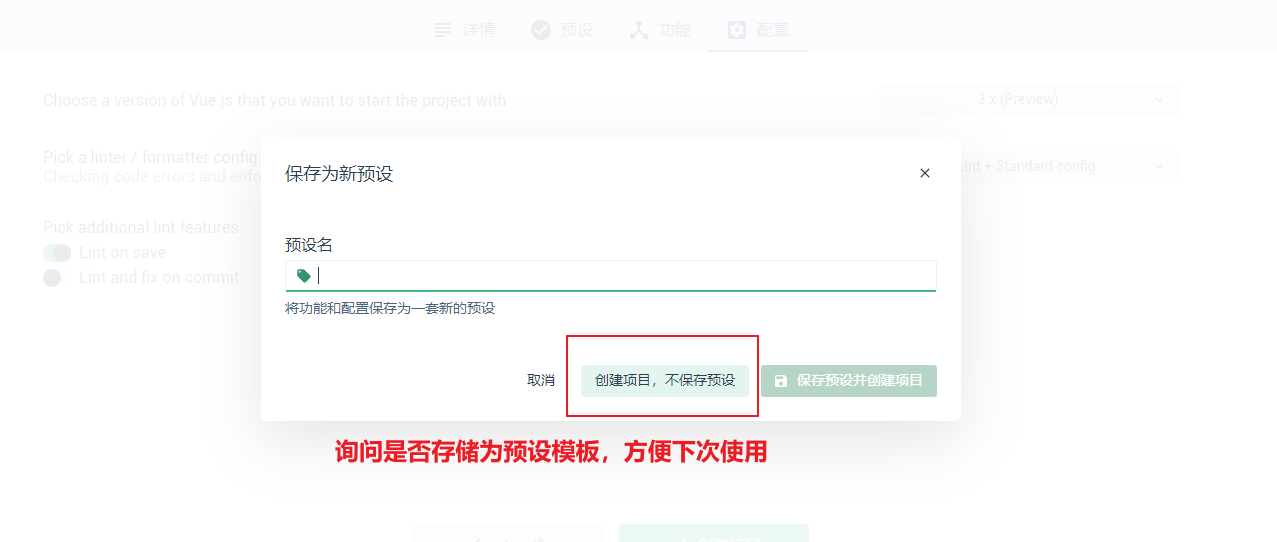 详情 预设 功能 配置
Choose a version of Vue.js that you want to start the project with
3.x (Preview)
Pick a linter / formatter config:
Checking code errors and enfo
Lint + Standard config
Pick additional lint features:
Lint on save
Lint and fix on commit
保存为新预设
预设名
将功能和配置保存为一套新的预设
取消 创建项目，不保存预设 保存预设并创建项目
询问是否存储为预设模板，方便下次使用